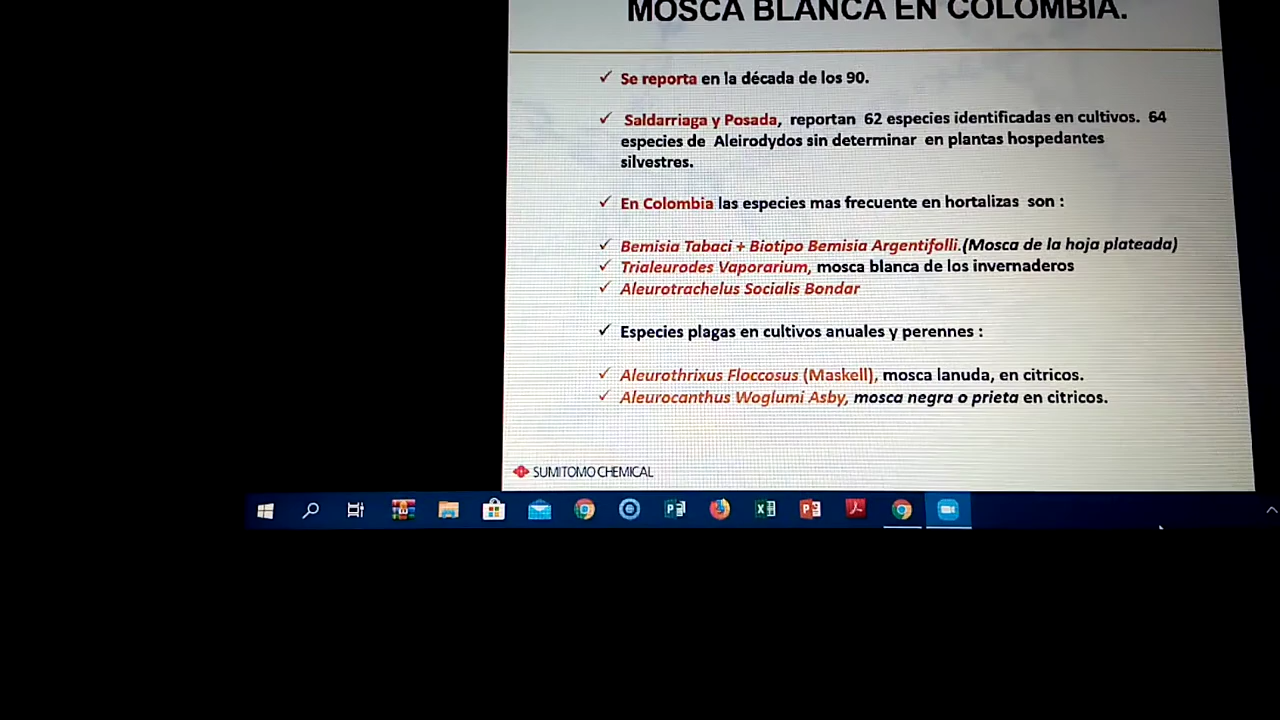 MOSCA BLANCA EN COLOMBIA.
✓ Se reporta en la década de los 90.
✓ Saldarriaga y Posada, reportan 62 especies identificadas en cultivos. 64
especies de Aleirodydos sin determinar en plantas hospedantes
silvestres.
✓ En Colombia las especies mas frecuente en hortalizas son :
✓ Bemisia Tabaci + Biotipo Bemisia Argentifolli.(Mosca de la hoja plateada)
✓ Trialeurodes Vaporarium, mosca blanca de los invernaderos
✓ Aleurotrachelus Socialis Bondar
✓ Especies plagas en cultivos anuales y perennes :
✓ Aleurothrixus Floccosus (Maskell), mosca lanuda, en citricos.
✓ Aleurocanthus Woglumi Asby, mosca negra o prieta en citricos.
SUMITOMO CHEMICAL